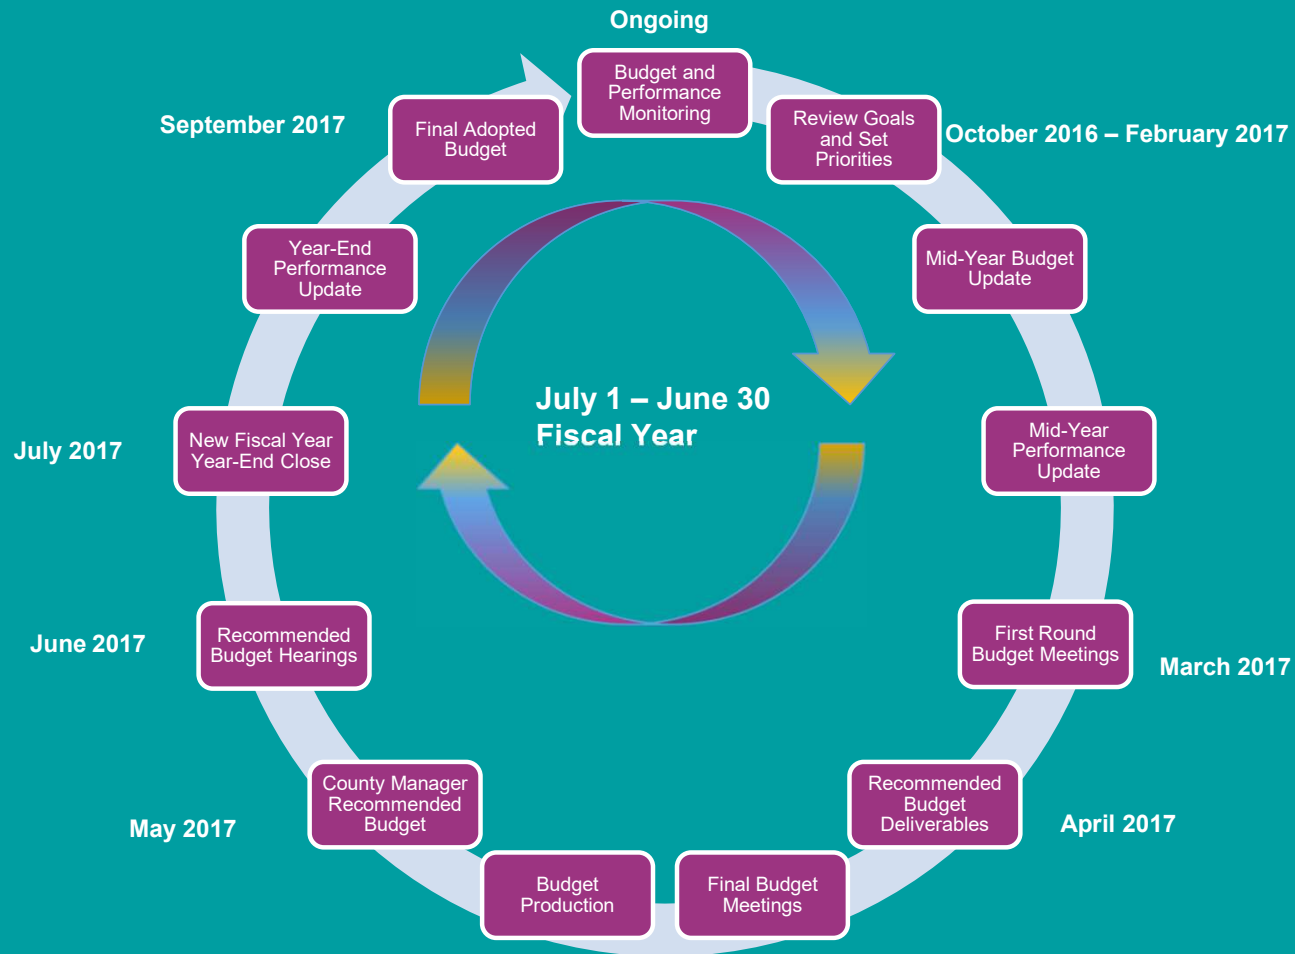 Ongoing
Budget and
Performance
Monitoring
Review Goals
and Set
Priorities
October 2016 – February 2017
Mid-Year Budget
Update
Mid-Year
Performance
Update
First Round
Budget Meetings
March 2017
Recommended
Budget
Deliverables
April 2017
Final Budget
Meetings
Budget
Production
County Manager
Recommended
Budget
May 2017
Recommended
Budget Hearings
June 2017
New Fiscal Year
Year-End Close
July 2017
Year-End
Performance
Update
Final Adopted
Budget
September 2017
July 1 – June 30
Fiscal Year